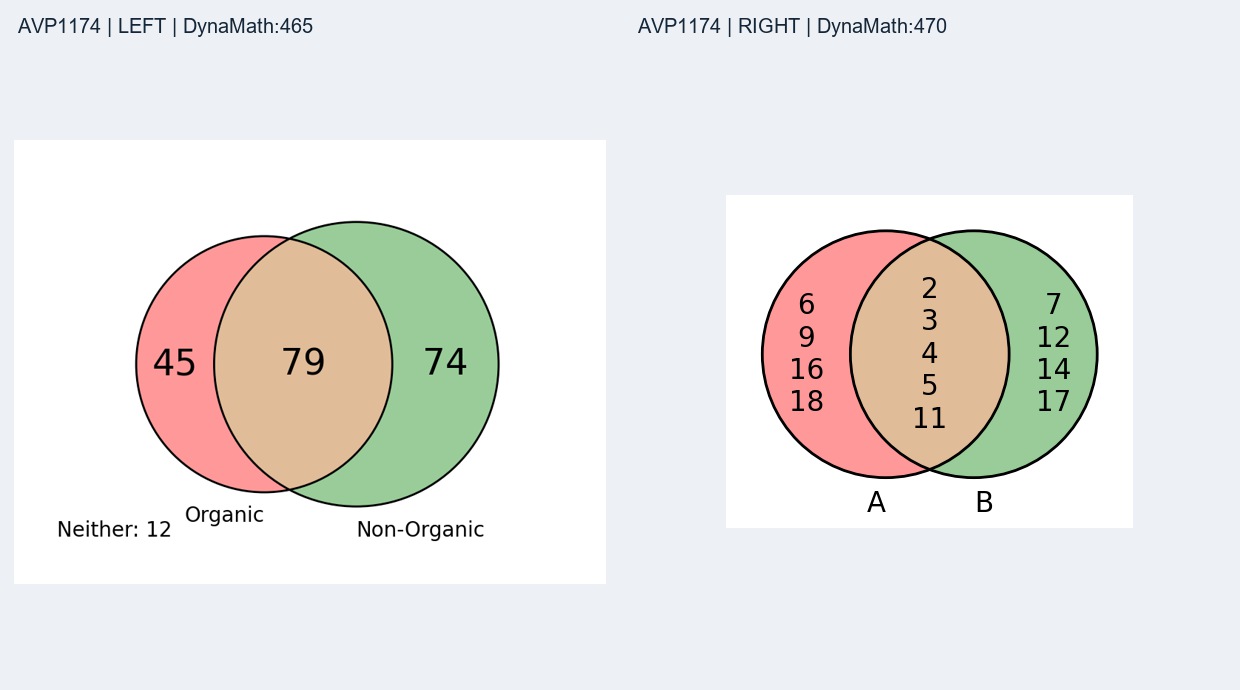 AVP1174 | LEFT | DynaMath:465
45
79
74
Neither: 12
Organic
Non-Organic
AVP1174 | RIGHT | DynaMath:470
6
9
16
18
2
3
4
5
11
7
12
14
17
A
B